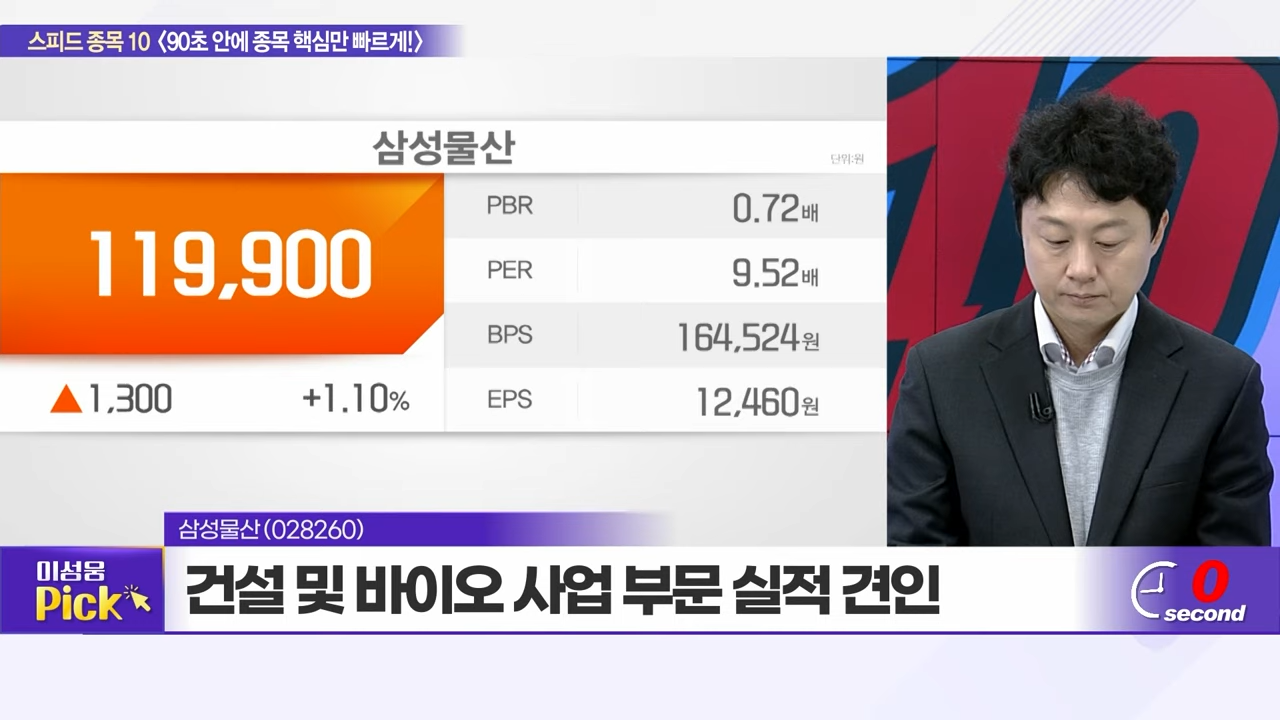 스피드 종목 10 <90초 안에 종목 핵심만 빠르게!>
삼성물산
단위:원
119,900
▲1,300 +1.10%
PBR 0.72배
PER 9.52배
BPS 164,524원
EPS 12,460원
삼성물산(028260)
이성웅
Pick
건설 및 바이오 사업 부문 실적 견인
0
second
10